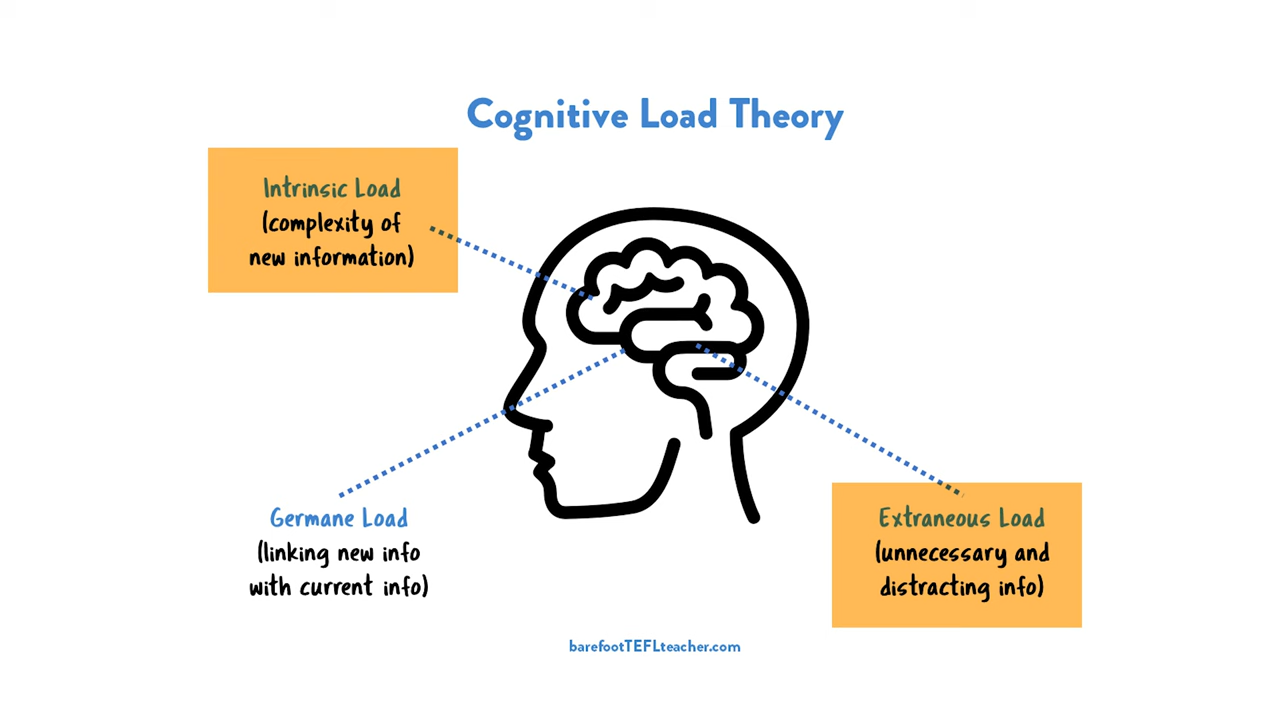 Cognitive Load Theory
Intrinsic Load
(complexity of
new information)
Germane Load
(linking new info
with current info)
Extraneous Load
(unnecessary and
distracting info)
barefootTEFLteacher.com